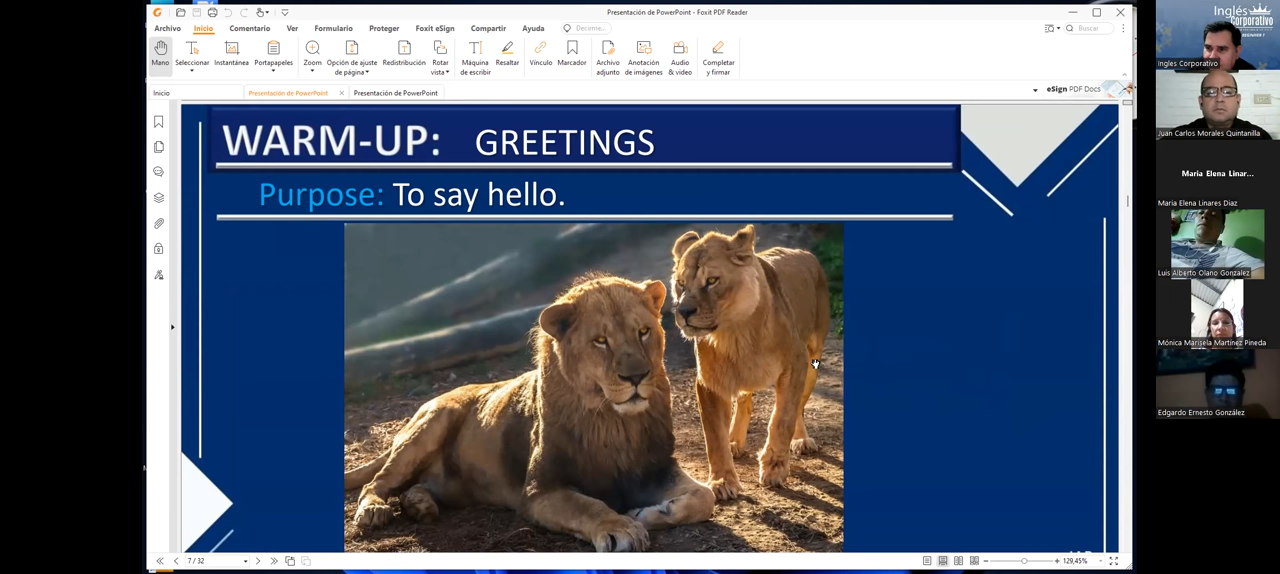 Presentación de PowerPoint - Foxit PDF Reader
Archivo Inicio Comentario Ver Formulario Proteger Foxit eSign Compartir Ayuda Decirme... Buscar
Mano Seleccionar Instantánea Portapapeles Zoom Opción de ajuste de página Redistribución Rotar vista Máquina de escribir Resaltar Vínculo Marcador Archivo adjunto Anotación de imágenes Audio & video Completar y firmar
Inicio Presentación de PowerPoint Presentación de PowerPoint eSign PDF Docs
WARM-UP: GREETINGS
Purpose: To say hello.
7 / 32 129,45%
Inglés Corporativo
Ingles Corporativo
Juan Carlos Morales Quintanilla
Maria Elena Linar...
Maria Elena Linares Diaz
Luis Alberto Olano Gonzalez
Mónica Marisela Martínez Pineda
Edgardo Ernesto González